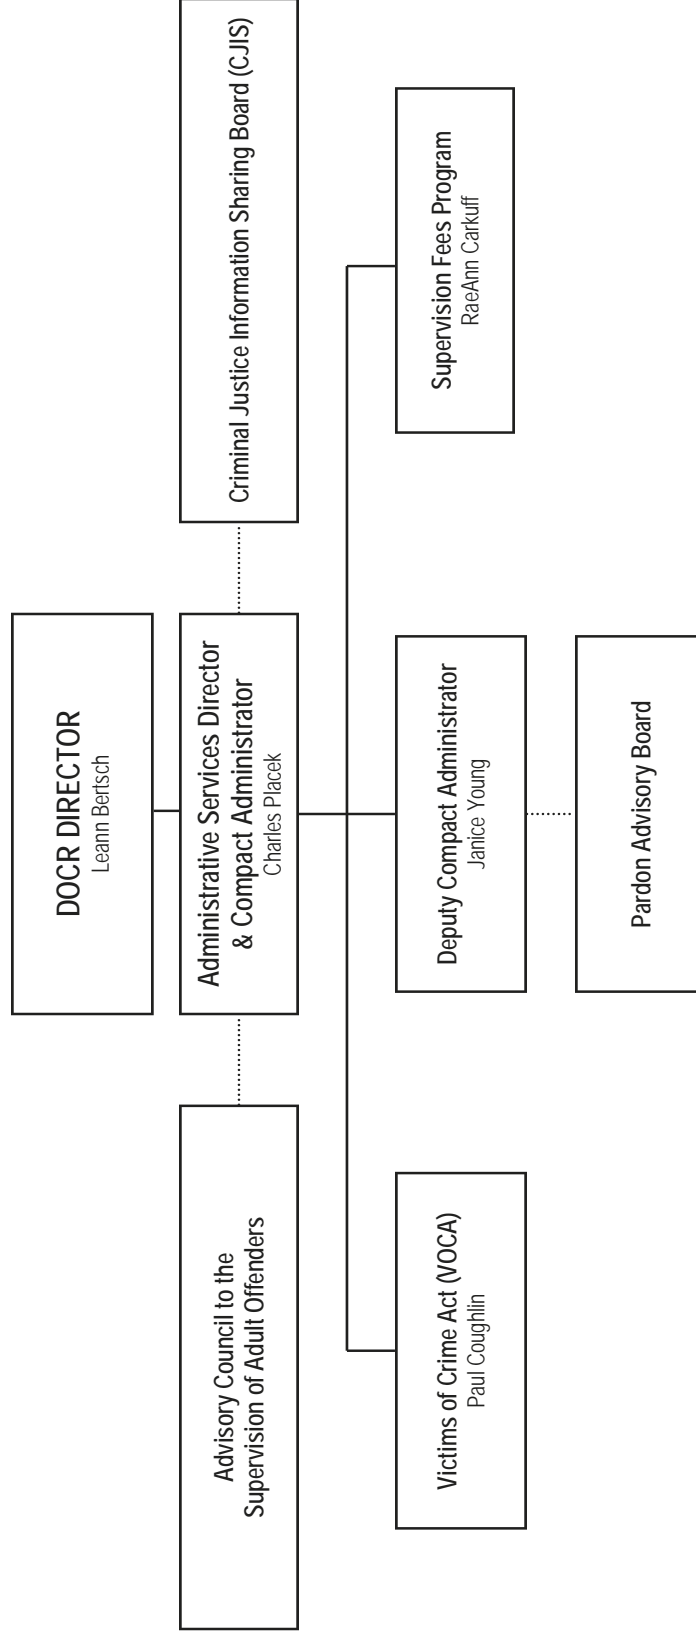 DOCR DIRECTOR
Leann Bertsch
Advisory Council to the
Supervision of Adult Offenders
Administrative Services Director
& Compact Administrator
Charles Placek
Criminal Justice Information Sharing Board (CJIS)
Victims of Crime Act (VOCA)
Paul Coughlin
Deputy Compact Administrator
Janice Young
Supervision Fees Program
RaeAnn Carkuff
Pardon Advisory Board